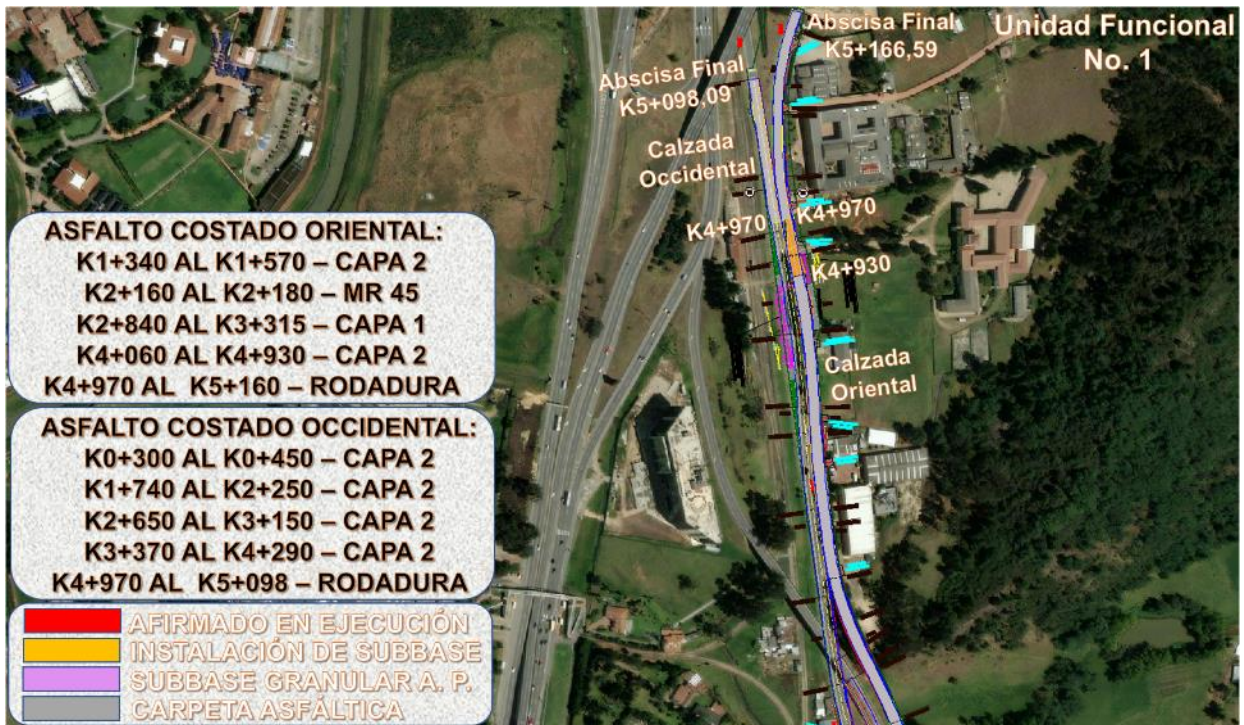 Unidad Funcional
No. 1
Abscisa Final
K5+166,59
Abscisa Final
K5+098,09
Calzada
Occidental
K4+970
K4+970
K4+930
Calzada
Oriental
ASFALTO COSTADO ORIENTAL:
K1+340 AL K1+570 – CAPA 2
K2+160 AL K2+180 – MR 45
K2+840 AL K3+315 – CAPA 1
K4+060 AL K4+930 – CAPA 2
K4+970 AL K5+160 – RODADURA
ASFALTO COSTADO OCCIDENTAL:
K0+300 AL K0+450 – CAPA 2
K1+740 AL K2+250 – CAPA 2
K2+650 AL K3+150 – CAPA 2
K3+370 AL K4+290 – CAPA 2
K4+970 AL K5+098 – RODADURA
AFIRMADO EN EJECUCIÓN
INSTALACIÓN DE SUBBASE
SUBBASE GRANULAR A. P.
CARPETA ASFÁLTICA